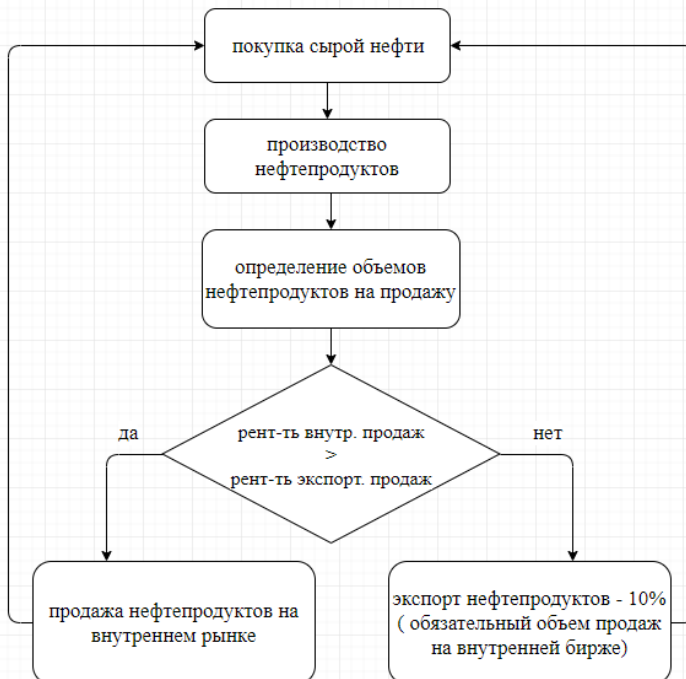 покупка сырой нефти
производство
нефтепродуктов
определение объемов
нефтепродуктов на продажу
да
рент-ть внутр. продаж
>
рент-ть экспорт. продаж
нет
продажа нефтепродуктов на
внутреннем рынке
экспорт нефтепродуктов - 10%
( обязательный объем продаж
на внутренней бирже)